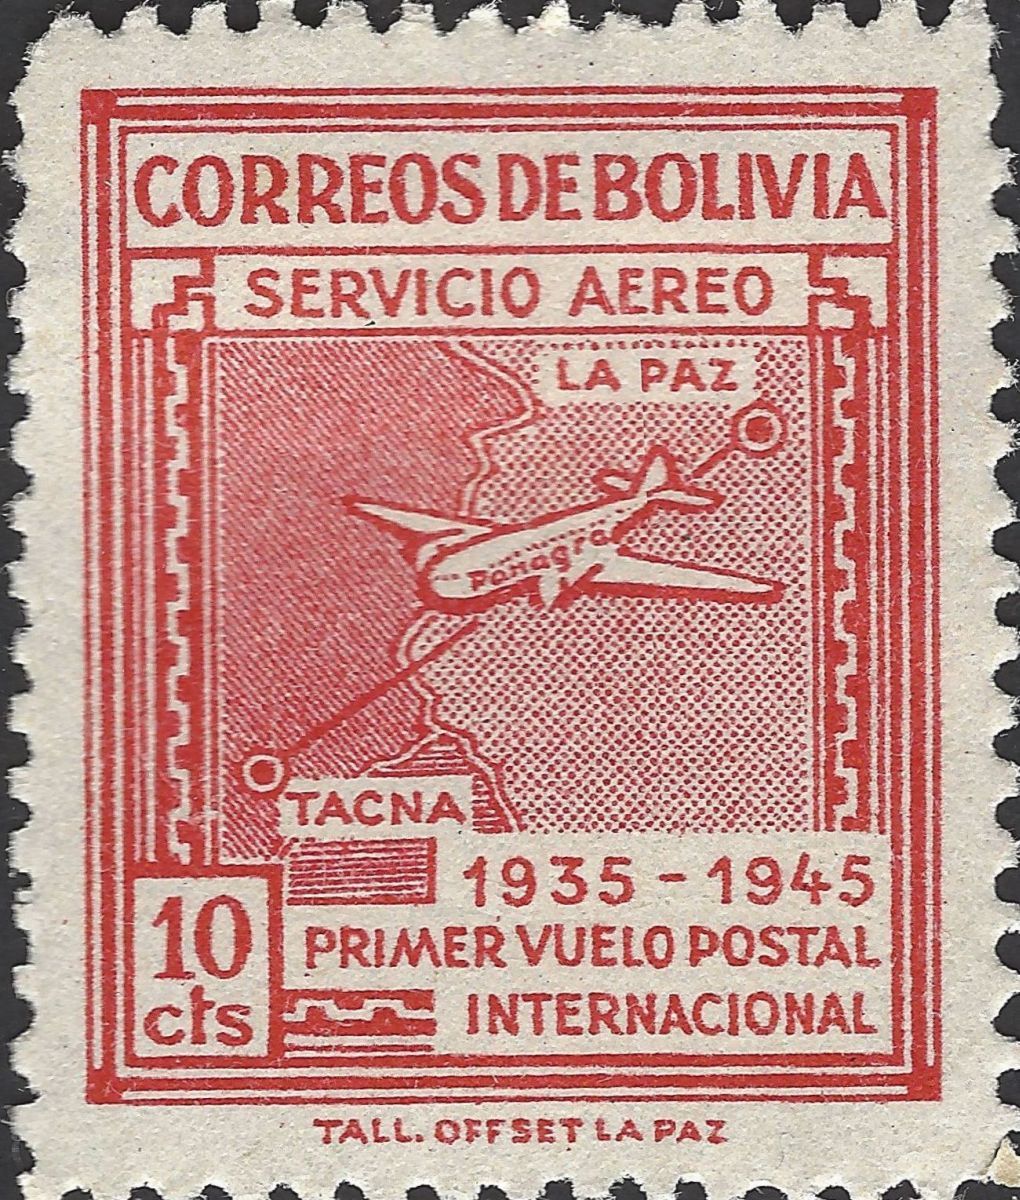 CORREOS DE BOLIVIA
SERVICIO AEREO
LA PAZ
Panagra
TACNA
1935 - 1945
10
cts
PRIMER VUELO POSTAL
INTERNACIONAL
TALL. OFFSET LA PAZ